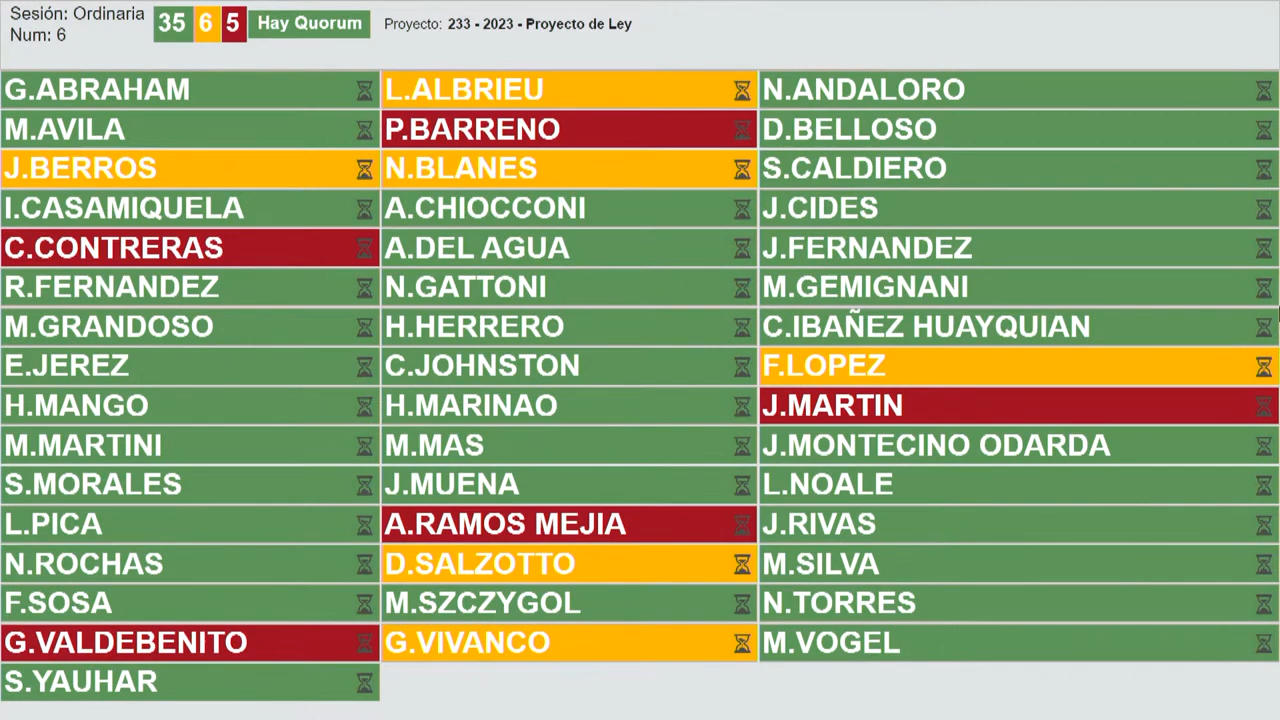 Sesión: Ordinaria
Num: 6
35 6 5 Hay Quorum Proyecto: 233 - 2023 - Proyecto de Ley
G.ABRAHAM L.ALBRIEU N.ANDALORO
M.AVILA P.BARRENO D.BELLOSO
J.BERROS N.BLANES S.CALDIERO
I.CASAMIQUELA A.CHIOCCONI J.CIDES
C.CONTRERAS A.DEL AGUA J.FERNANDEZ
R.FERNANDEZ N.GATTONI M.GEMIGNANI
M.GRANDOSO H.HERRERO C.IBAÑEZ HUAYQUIAN
E.JEREZ C.JOHNSTON F.LOPEZ
H.MANGO H.MARINAO J.MARTIN
M.MARTINI M.MAS J.MONTECINO ODARDA
S.MORALES J.MUENA L.NOALE
L.PICA A.RAMOS MEJIA J.RIVAS
N.ROCHAS D.SALZOTTO M.SILVA
F.SOSA M.SZCZYGOL N.TORRES
G.VALDEBENITO G.VIVANCO M.VOGEL
S.YAUHAR